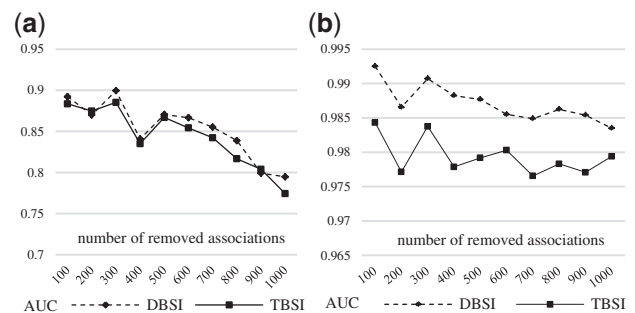 (a)
0.95
0.9
0.85
0.8
0.75
0.7
number of removed associations
100 200 300 400 500 600 700 800 900 1000
AUC DBSI TBSI
(b)
0.995
0.99
0.985
0.98
0.975
0.97
0.965
number of removed associations
100 200 300 400 500 600 700 800 900 1000
AUC DBSI TBSI